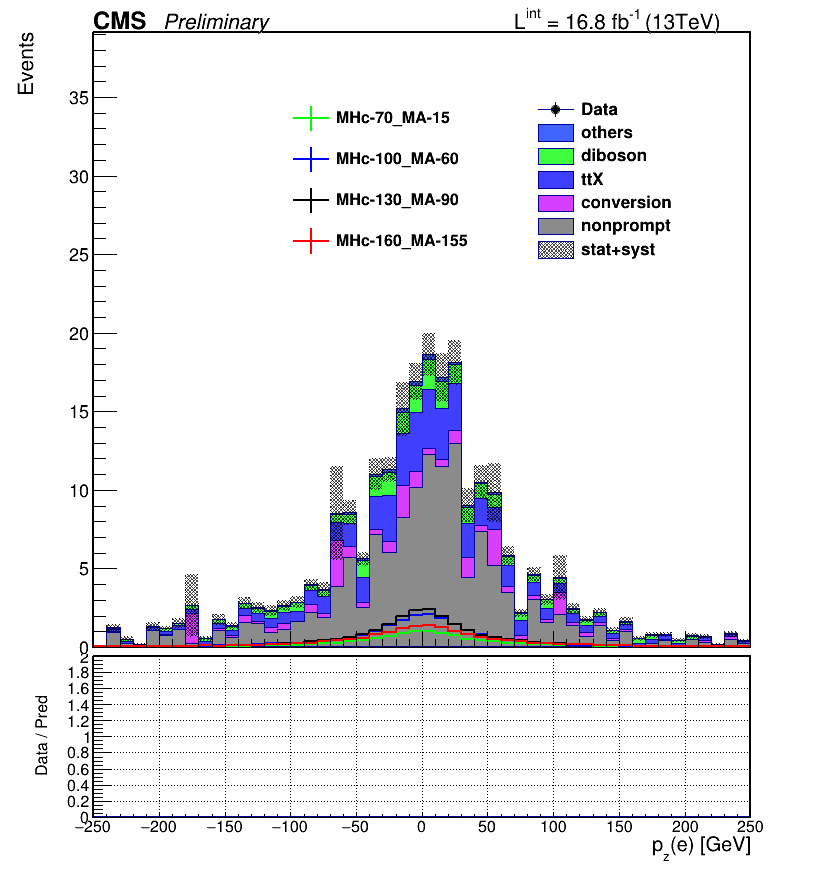 CMS Preliminary
L^int = 16.8 fb^-1 (13TeV)
Events
35
30
25
20
15
10
5
0
MHc-70_MA-15
MHc-100_MA-60
MHc-130_MA-90
MHc-160_MA-155
Data
others
diboson
ttX
conversion
nonprompt
stat+syst
Data / Pred
2
1.8
1.6
1.4
1.2
1
0.8
0.6
0.4
0.2
0
−250 −200 −150 −100 −50 0 50 100 150 200 250
p_z(e) [GeV]